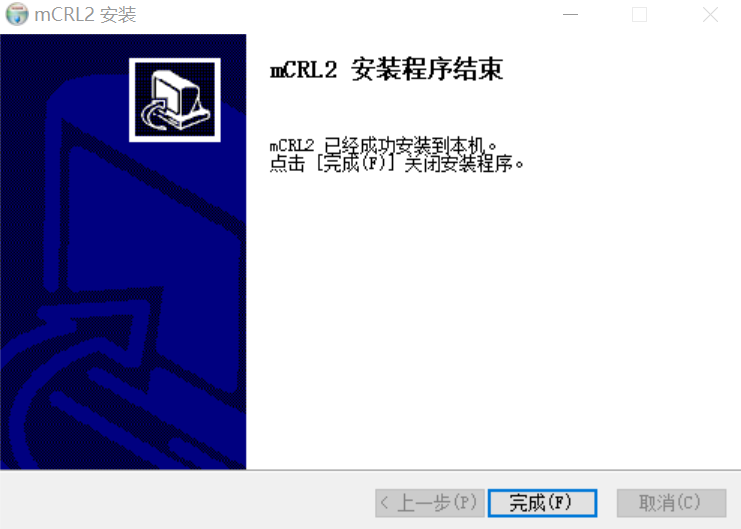 mCRL2 安装
mCRL2 安装程序结束
mCRL2 已经成功安装到本机。
点击 [完成(F)] 关闭安装程序。
< 上一步(P) 完成(F) 取消(C)